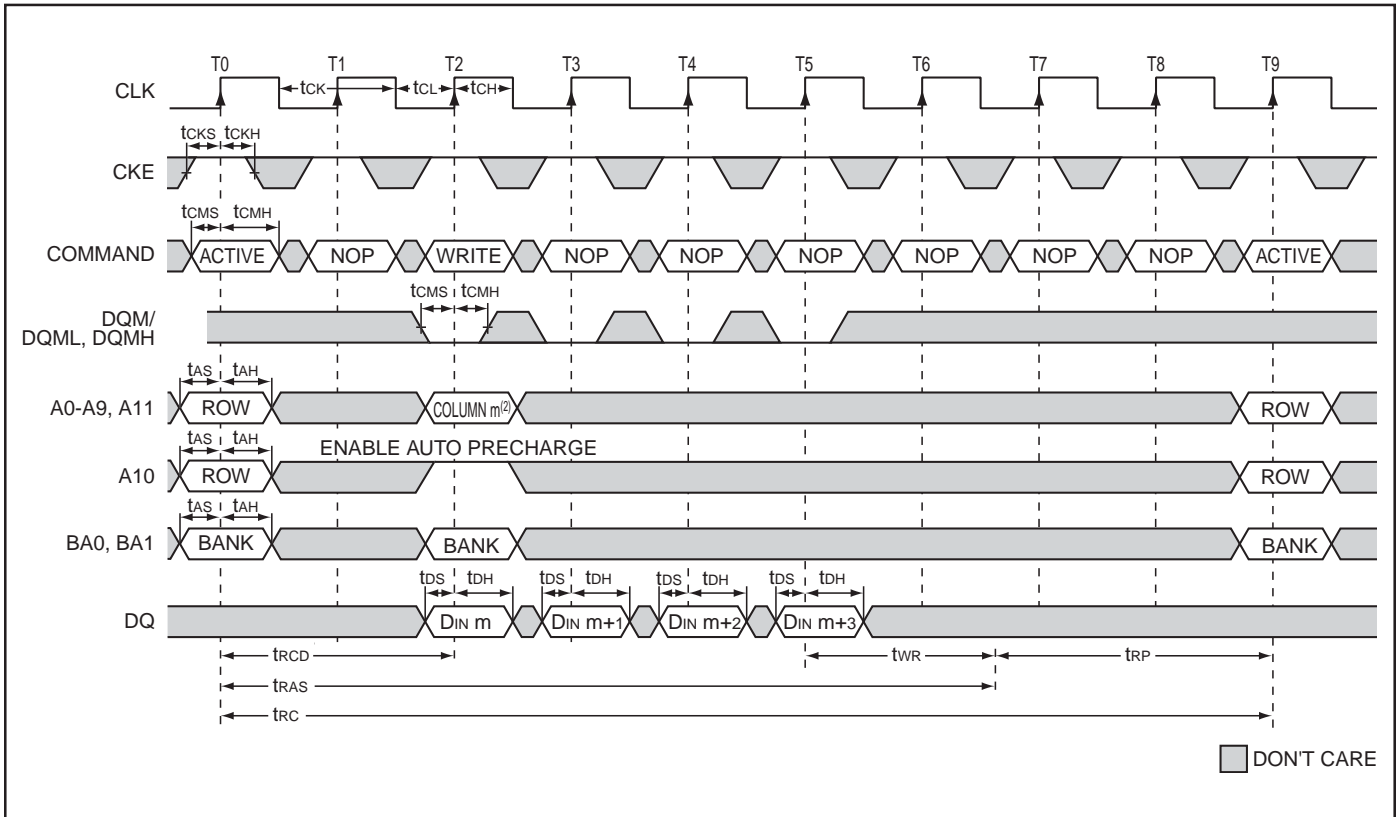 T0 T1 T2 T3 T4 T5 T6 T7 T8 T9
CLK
tCK tCL tCH
tCKS tCKH
CKE
tCMS tCMH
COMMAND ACTIVE NOP WRITE NOP NOP NOP NOP NOP NOP ACTIVE
tCMS tCMH
DQM/
DQML, DQMH
tAS tAH
A0-A9, A11 ROW COLUMN m(2) ROW
tAS tAH ENABLE AUTO PRECHARGE
A10 ROW ROW
tAS tAH
BA0, BA1 BANK BANK BANK
tDS tDH tDS tDH tDS tDH tDS tDH
DQ DIN m DIN m+1 DIN m+2 DIN m+3
tRCD tWR tRP
tRAS
tRC
DON'T CARE